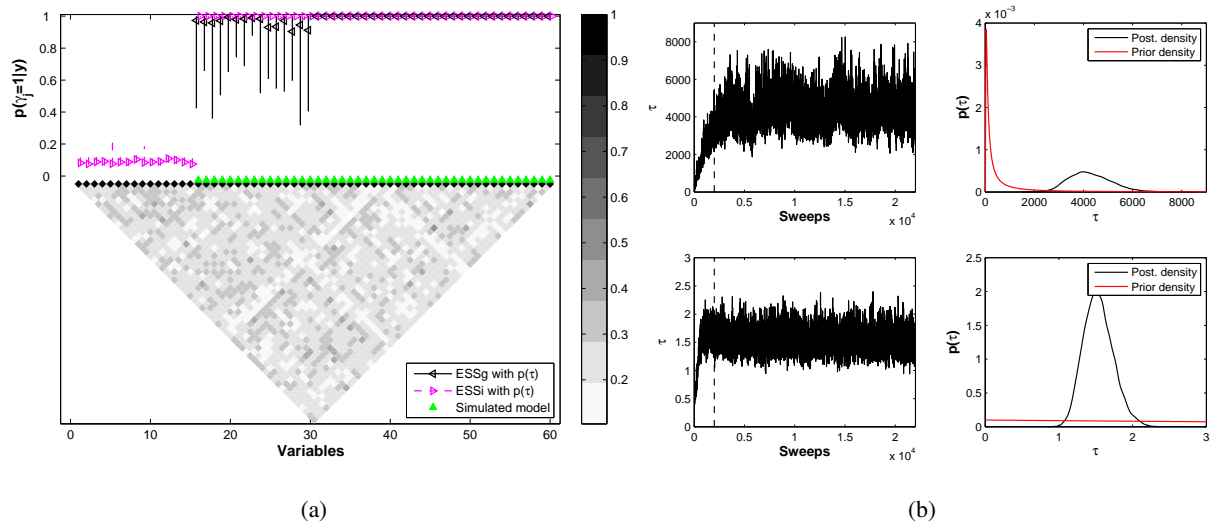 1
0.8
0.6
0.4
0.2
0
p(γj=1|y)
0
10
20
30
40
50
60
Variables
ESSg with p(τ)
ESSi with p(τ)
Simulated model
1
0.9
0.8
0.7
0.6
0.5
0.4
0.3
0.2
(a)
8000
6000
4000
2000
0
τ
0
0.5
1
1.5
2
x 10^4
Sweeps
x 10^-3
4
3
2
1
0
p(τ)
Post. density
Prior density
0
2000
4000
6000
8000
τ
3
2.5
2
1.5
1
0.5
0
τ
0
0.5
1
1.5
2
x 10^4
Sweeps
2.5
2
1.5
1
0.5
0
p(τ)
Post. density
Prior density
0
1
2
3
τ
(b)